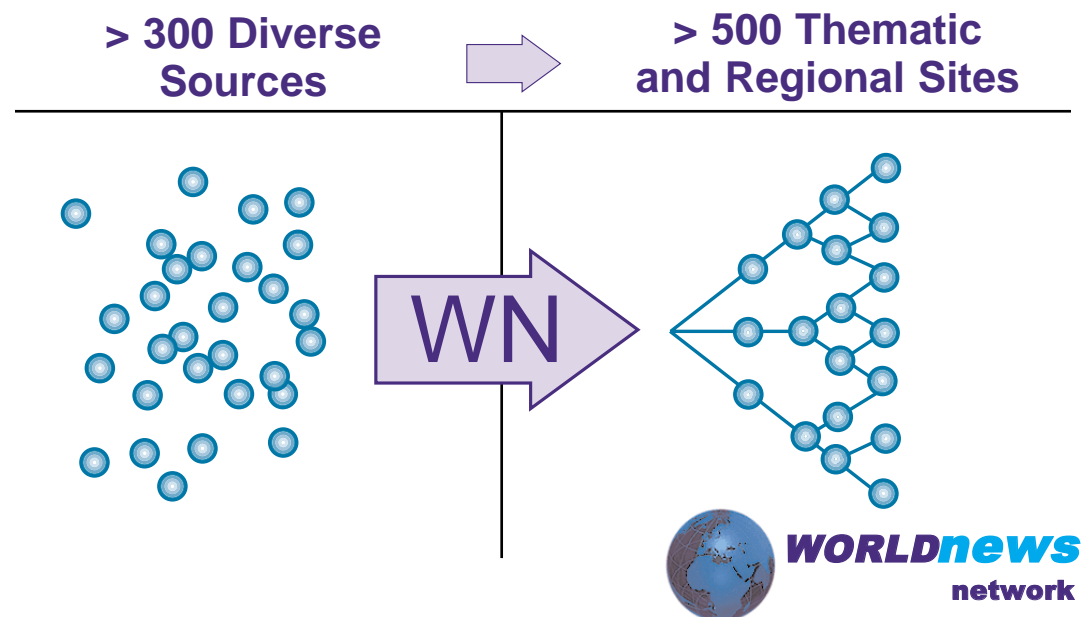 > 300 Diverse
Sources
> 500 Thematic
and Regional Sites
WN
WORLDnews
network